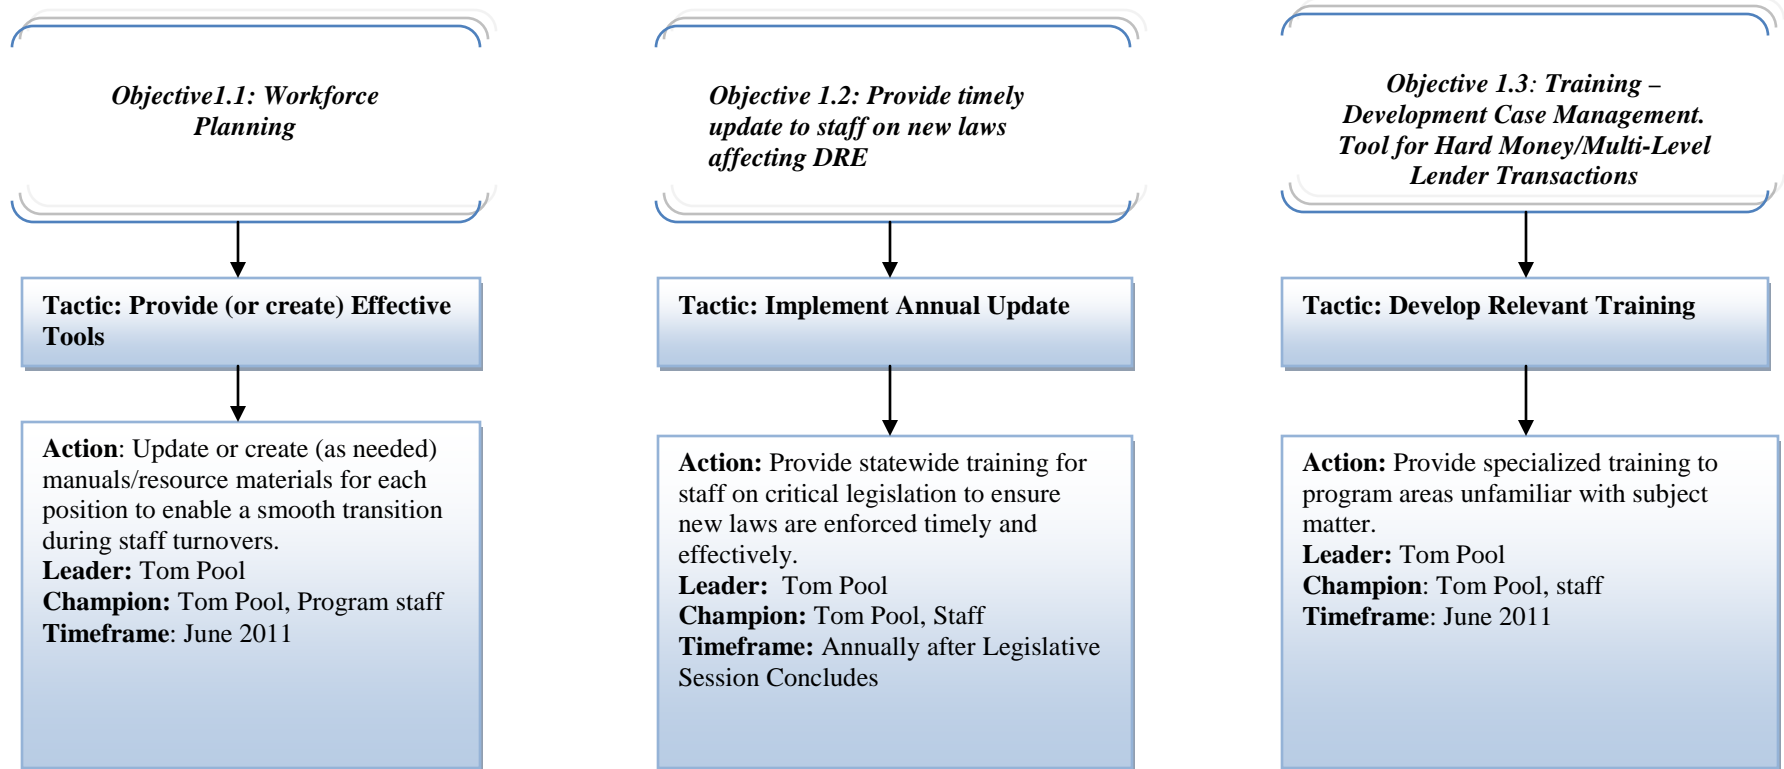 Objective1.1: Workforce
Planning
Tactic: Provide (or create) Effective
Tools
Action: Update or create (as needed)
manuals/resource materials for each
position to enable a smooth transition
during staff turnovers.
Leader: Tom Pool
Champion: Tom Pool, Program staff
Timeframe: June 2011
Objective 1.2: Provide timely
update to staff on new laws
affecting DRE
Tactic: Implement Annual Update
Action: Provide statewide training for
staff on critical legislation to ensure
new laws are enforced timely and
effectively.
Leader:  Tom Pool
Champion: Tom Pool, Staff
Timeframe: Annually after Legislative
Session Concludes
Objective 1.3: Training –
Development Case Management.
Tool for Hard Money/Multi-Level
Lender Transactions
Tactic: Develop Relevant Training
Action: Provide specialized training to
program areas unfamiliar with subject
matter.
Leader: Tom Pool
Champion: Tom Pool, staff
Timeframe: June 2011